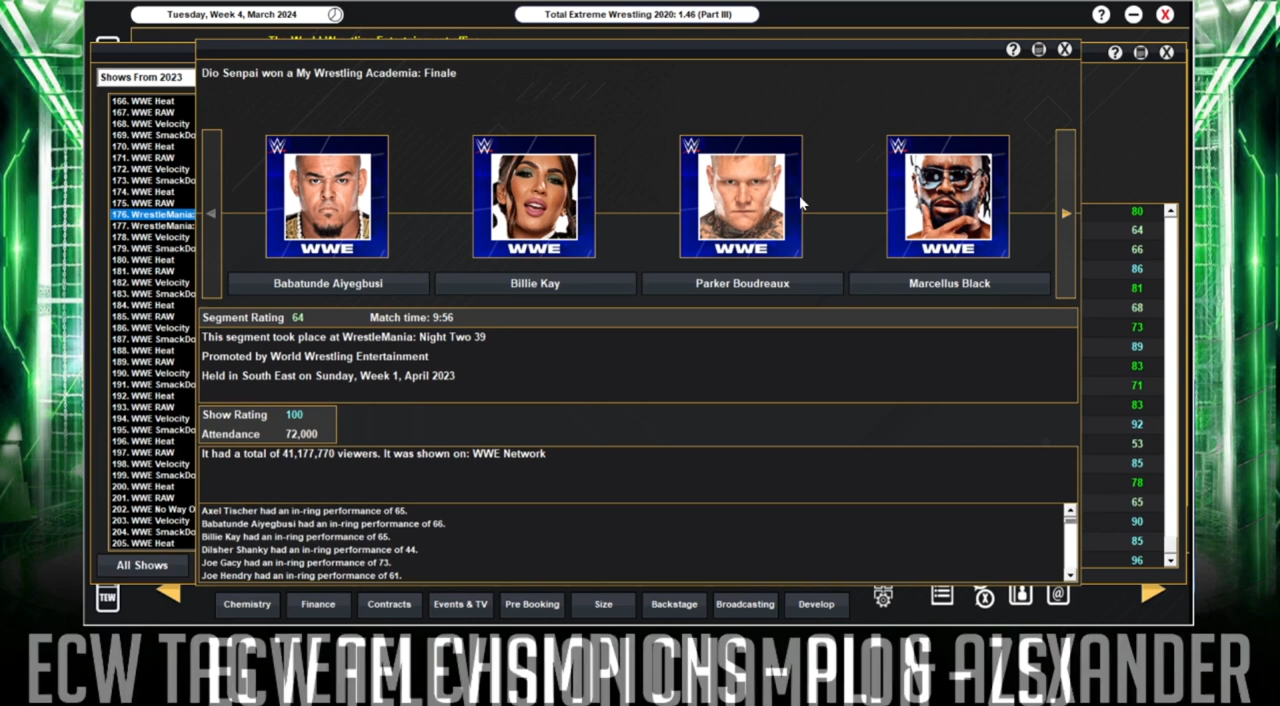 Tuesday, Week 4, March 2024
Total Extreme Wrestling 2020: 1.46 (Part III)
Shows From 2023
166. WWE Heat
167. WWE RAW
168. WWE Velocity
169. WWE SmackDo
170. WWE Heat
171. WWE RAW
172. WWE Velocity
173. WWE SmackDo
174. WWE Heat
175. WWE RAW
176. WrestleMania:
177. WrestleMania:
178. WWE Velocity
179. WWE SmackDo
180. WWE Heat
181. WWE RAW
182. WWE Velocity
183. WWE SmackDo
184. WWE Heat
185. WWE RAW
186. WWE Velocity
187. WWE SmackDo
188. WWE Heat
189. WWE RAW
190. WWE Velocity
191. WWE SmackDo
192. WWE Heat
193. WWE RAW
194. WWE Velocity
195. WWE SmackDo
196. WWE Heat
197. WWE RAW
198. WWE Velocity
199. WWE SmackDo
200. WWE Heat
201. WWE RAW
202. WWE No Way O
203. WWE Velocity
204. WWE SmackDo
205. WWE Heat
All Shows
Dio Senpai won a My Wrestling Academia: Finale
WWE WWE WWE WWE
Babatunde Aiyegbusi Billie Kay Parker Boudreaux Marcellus Black
Segment Rating 64 Match time: 9:56
This segment took place at WrestleMania: Night Two 39
Promoted by World Wrestling Entertainment
Held in South East on Sunday, Week 1, April 2023
Show Rating 100
Attendance 72,000
It had a total of 41,177,770 viewers. It was shown on: WWE Network
Axel Tischer had an in-ring performance of 65.
Babatunde Aiyegbusi had an in-ring performance of 66.
Billie Kay had an in-ring performance of 65.
Dilsher Shanky had an in-ring performance of 44.
Joe Gacy had an in-ring performance of 73.
Joe Hendry had an in-ring performance of 61.
80
64
66
86
81
68
73
89
83
71
83
92
53
85
78
65
90
85
96
TEW
Chemistry Finance Contracts Events & TV Pre Booking Size Backstage Broadcasting Develop